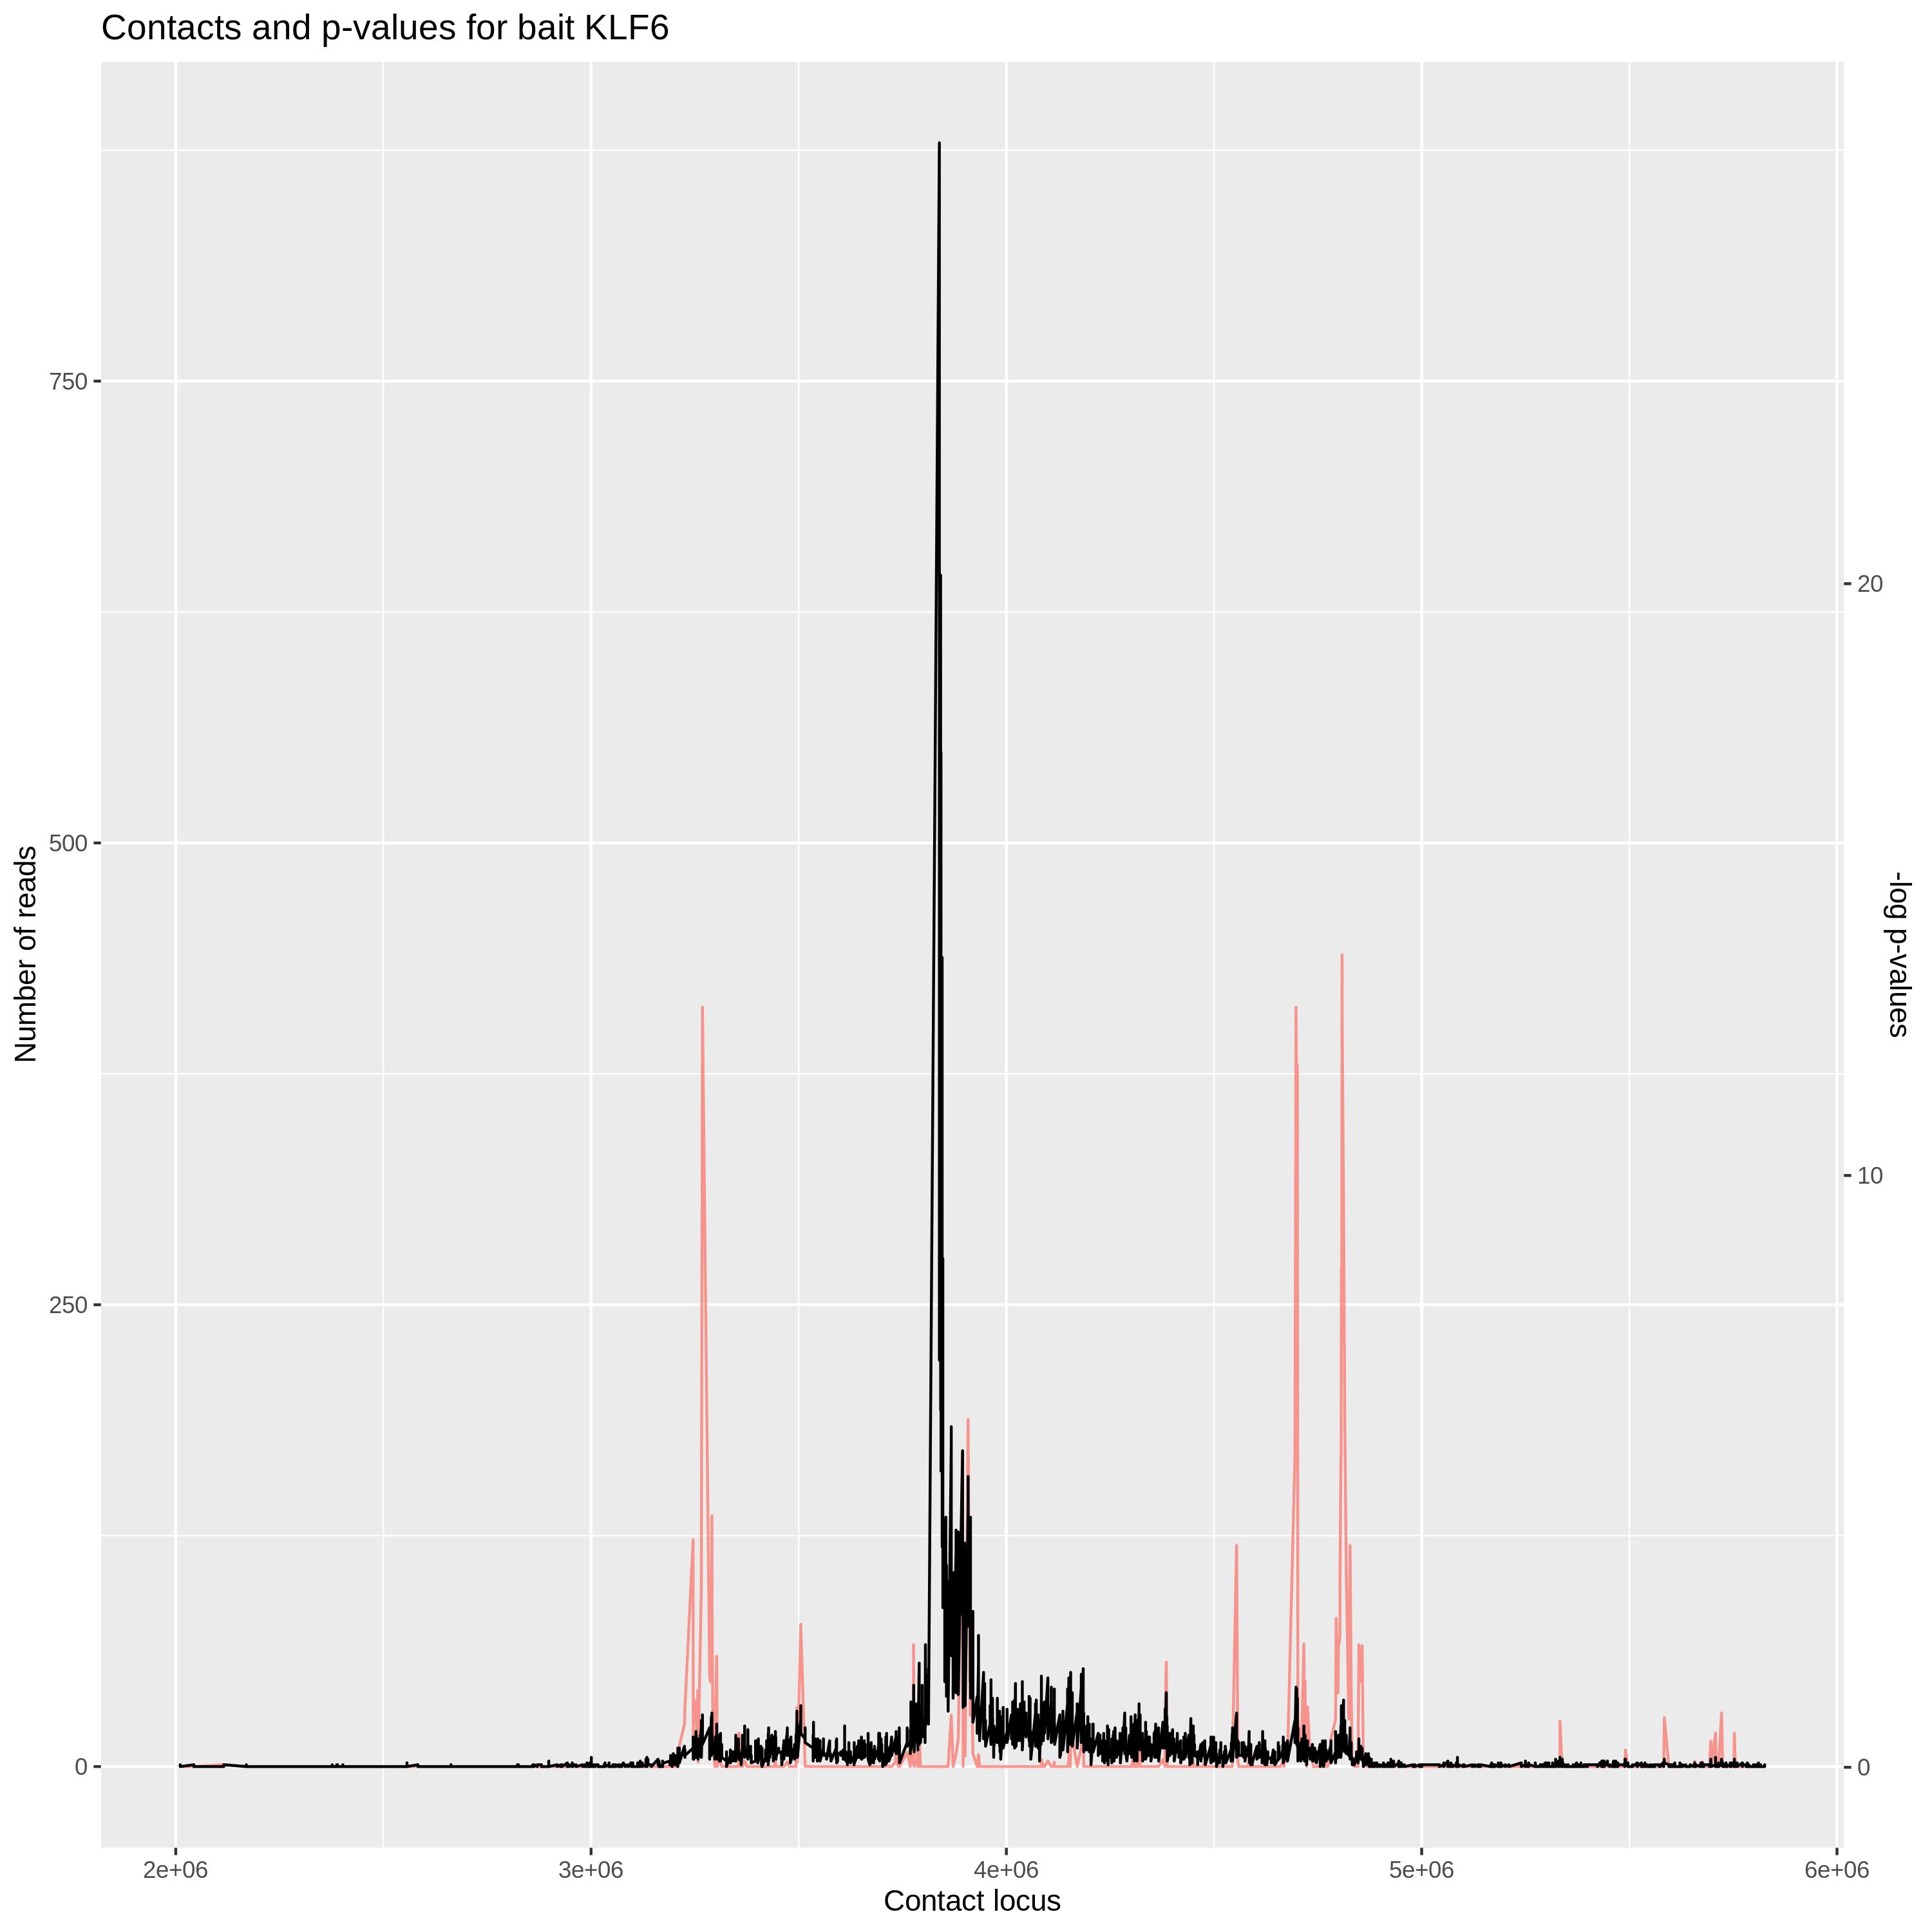 Contacts and p-values for bait KLF6
750
500
250
0
Number of reads
20
10
0
-log p-values
2e+06
3e+06
4e+06
5e+06
6e+06
Contact locus